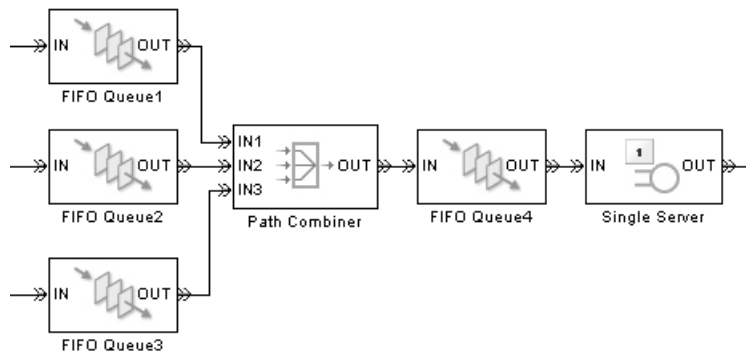 IN OUT
FIFO Queue1
IN OUT
FIFO Queue2
IN OUT
FIFO Queue3
IN1
IN2 OUT
IN3
Path Combiner
IN OUT
FIFO Queue4
1
IN OUT
Single Server